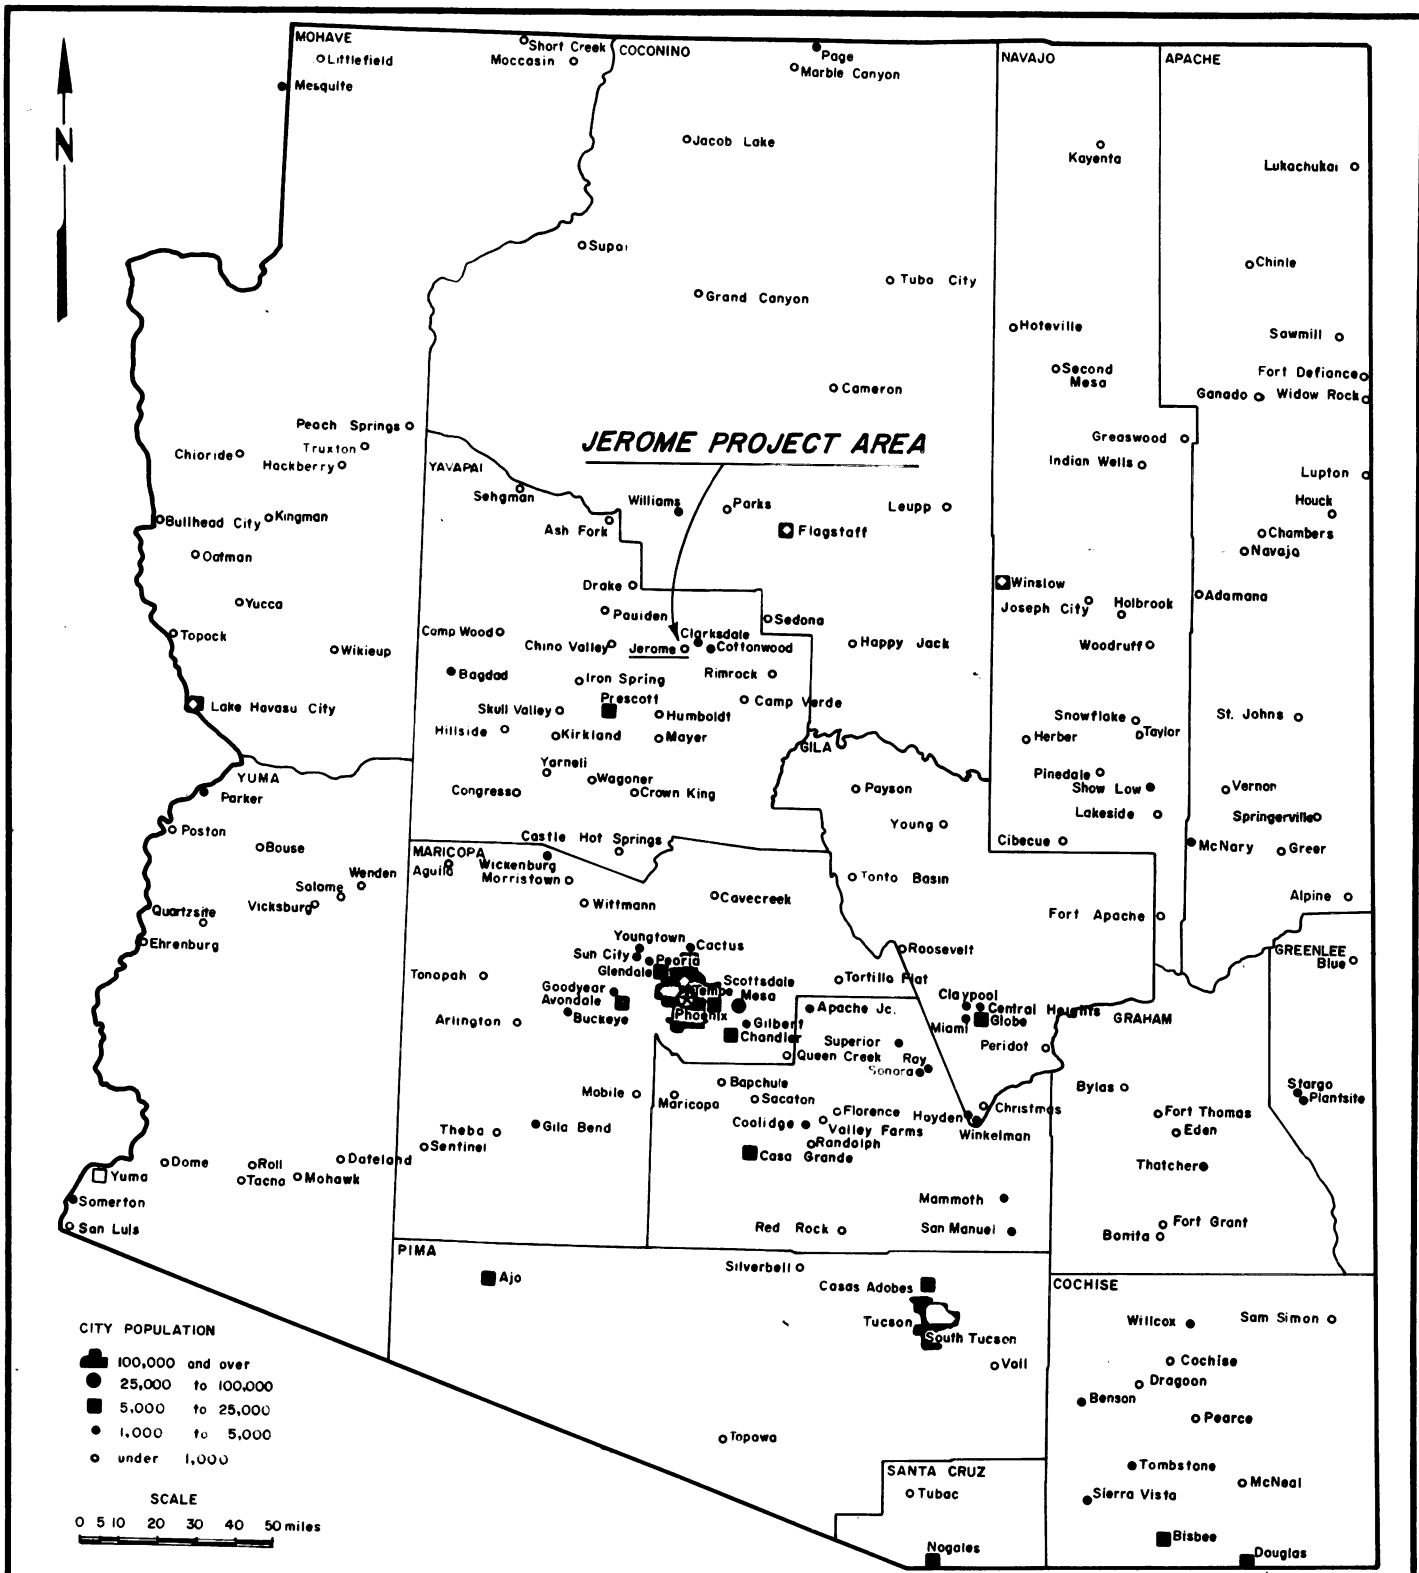 MOHAVE
Littlefield
Mesquite
Short Creek
Moccasin
COCONINO
Page
Marble Canyon
NAVAJO
APACHE
N
Jacob Lake
Kayenta
Lukachukai
Supai
Chinle
Tuba City
Grand Canyon
Hoteville
Sawmill
Second
Mesa
Fort Defiance
Cameron
Ganado
Widow Rock
Peach Springs
Truxton
Hackberry
Chloride
JEROME PROJECT AREA
Greaswood
Indian Wells
Lupton
YAVAPAI
Sehgman
Williams
Parks
Leupp
Houck
Bullhead City
Kingman
Ash Fork
Flagstaff
Chambers
Navajo
Oatman
Drake
Winslow
Joseph City
Holbrook
Adamana
Yucca
Pauiden
Sedona
Topock
Camp Wood
Clarksdale
Chino Valley
Jerome
Cottonwood
Happy Jack
Woodruff
Wikieup
Bagdad
Iron Spring
Rimrock
Lake Havasu City
Prescott
Skull Valley
Humboldt
Camp Verde
Snowflake
St. Johns
Hillside
Kirkland
Mayer
Herber
Taylor
GILA
YUMA
Yarneli
Wagoner
Pinedale
Show Low
Vernon
Parker
Congress
Crown King
Payson
Lakeside
Springerville
Poston
Young
Bouse
Castle Hot Springs
Cibecue
McNary
Greer
MARICOPA
Aguila
Wickenburg
Morristown
Wenden
Salome
Vicksburg
Tonto Basin
Alpine
Quartzsite
Wittmann
Cavecreek
Fort Apache
Ehrenburg
Youngtown
Cactus
Roosevelt
GREENLEE
Blue
Sun City
Peoria
Glendale
Tonopah
Scottsdale
Tortilla Flat
Goodyear
Avondale
Tempe
Mesa
Claypool
Central Heights
Buckeye
Phoenix
Apache Jc.
Miami
Globe
GRAHAM
Arlington
Gilbert
Chandler
Superior
Peridot
Queen Creek
Ray
Sonora
Bapchule
Bylas
Stargo
Plantsite
Mobile
Maricopa
Sacaton
Florence
Hayden
Christmas
Fort Thomas
Gila Bend
Coolidge
Valley Farms
Winkelman
Eden
Theba
Sentinel
Randolph
Casa Grande
Dome
Roll
Dateland
Thatcher
Yuma
Tacna
Mohawk
Somerton
Mammoth
San Luis
Red Rock
San Manuel
Fort Grant
Bonita
PIMA
Silverbell
Ajo
Casas Adobes
COCHISE
Tucson
South Tucson
Willcox
Sam Simon
CITY POPULATION
100,000 and over
25,000 to 100,000
5,000 to 25,000
1,000 to 5,000
under 1,000
Vail
Cochise
Dragoon
Benson
Pearce
Topawa
Tombstone
SANTA CRUZ
Tubac
McNeal
Sierra Vista
SCALE
0 5 10 20 30 40 50 miles
Bisbee
Nogales
Douglas